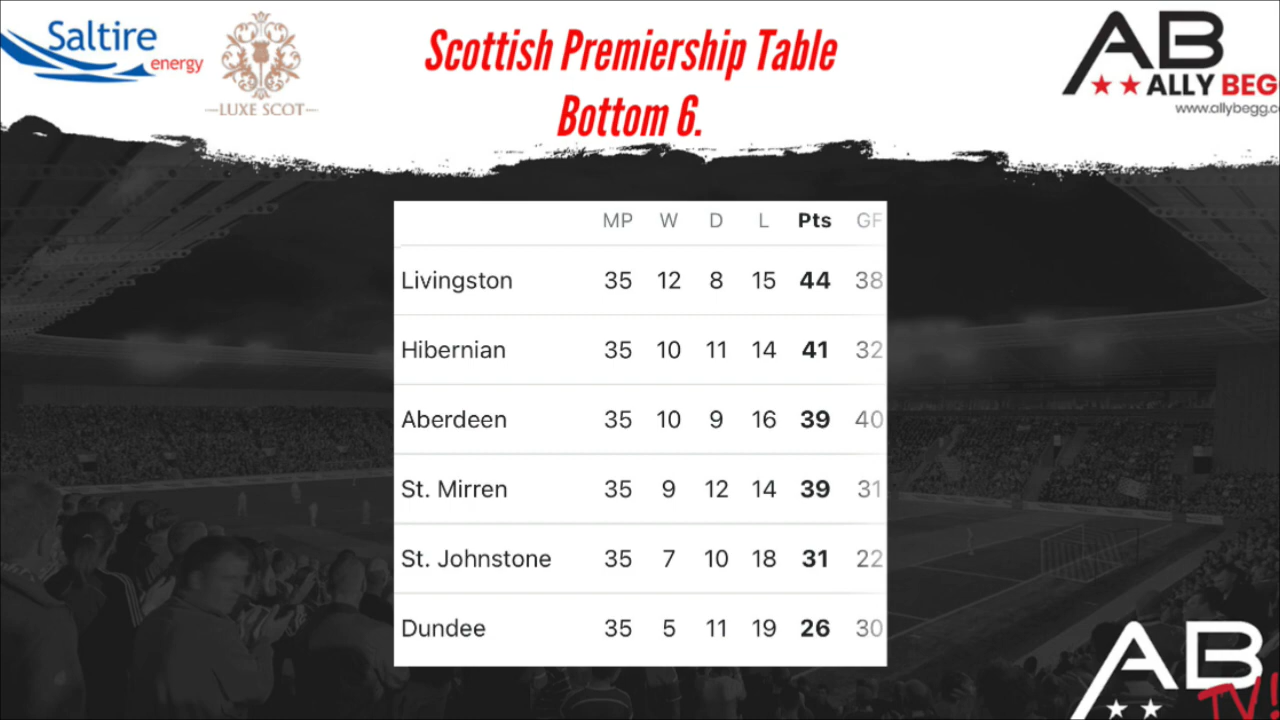 Saltire
energy
LUXE SCOT
Scottish Premiership Table
Bottom 6.
AB
ALLY BEG
www.allybegg.c
MP W D L Pts GF
Livingston 35 12 8 15 44 38
Hibernian 35 10 11 14 41 32
Aberdeen 35 10 9 16 39 40
St. Mirren 35 9 12 14 39 31
St. Johnstone 35 7 10 18 31 22
Dundee 35 5 11 19 26 30
AB
TV!